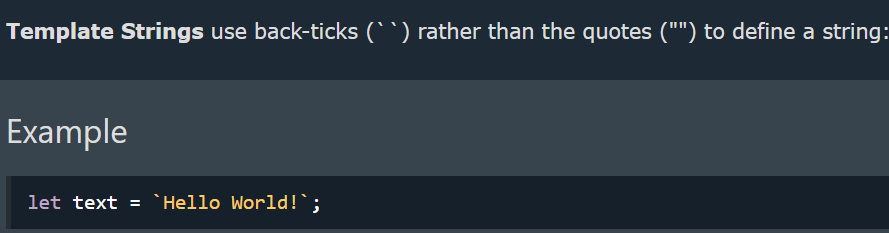 Template Strings use back-ticks (``) rather than the quotes ("") to define a string:
Example
let text = `Hello World!`;